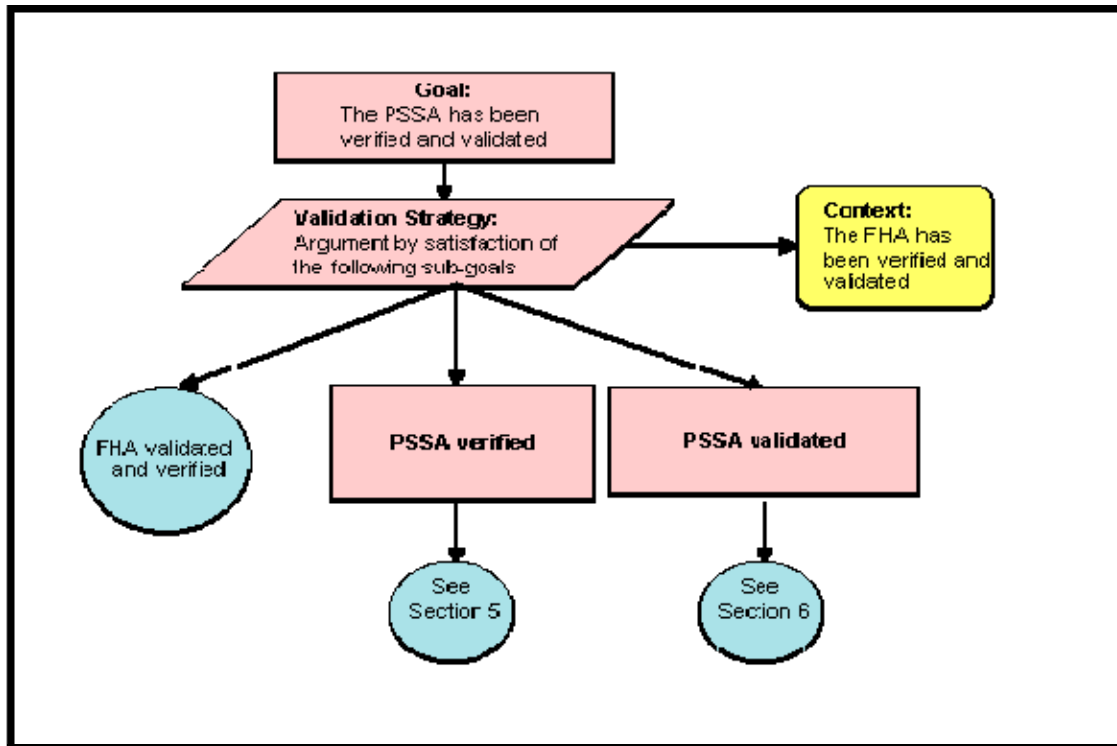 Goal:
The PSSA has been
verified and validated
Validation Strategy:
Argument by satisfaction of
the following sub-goals
Context:
The FHA has
been verified and
validated
FHA validated
and verified
PSSA verified
PSSA validated
See
Section 5
See
Section 6